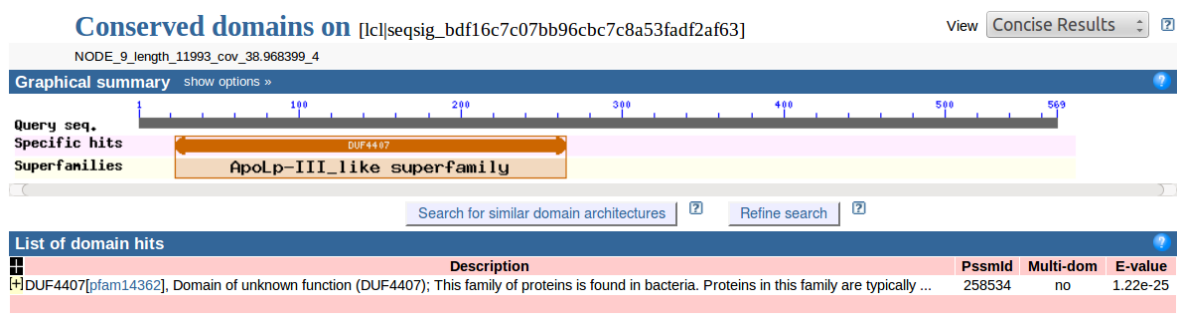 Conserved domains on [lcl|seqsig_bdf16c7c07bb96cbc7c8a53fadf2af63]
View Concise Results ?
NODE_9_length_11993_cov_38.968399_4
Graphical summary show options » ?
1 100 200 300 400 500 569
Query seq.
Specific hits DUF4407
Superfamilies ApoLp-III_like superfamily
Search for similar domain architectures ? Refine search ?
List of domain hits ?
Description Pssmid Multi-dom E-value
[+]DUF4407[pfam14362], Domain of unknown function (DUF4407); This family of proteins is found in bacteria. Proteins in this family are typically ... 258534 no 1.22e-25